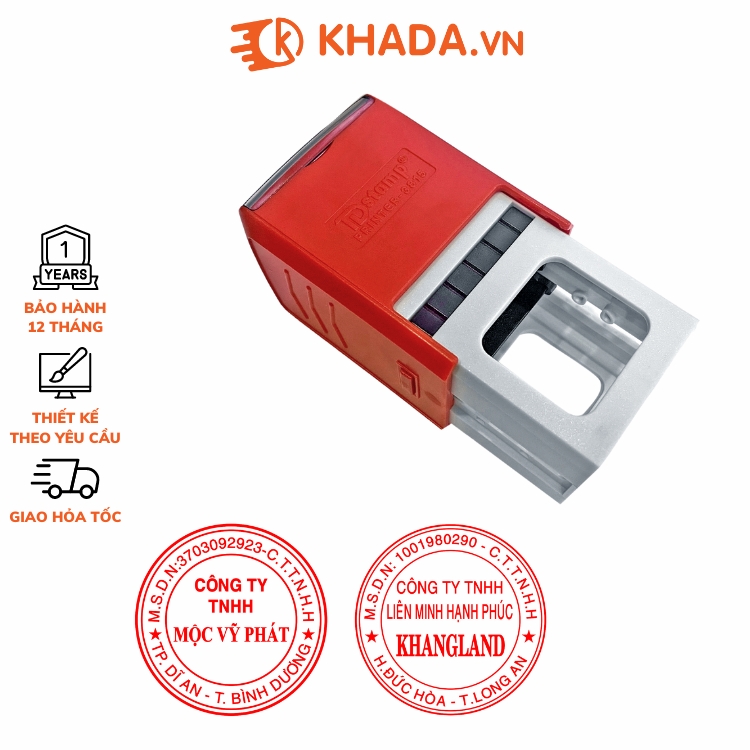 KHADA.vn
IDstamp®
1
YEARS
BẢO HÀNH
12 THÁNG
THIẾT KẾ
THEO YÊU CẦU
GIAO HỎA TỐC
M.S.D.N:3703092923-C.T.T.N.H.H
CÔNG TY
TNHH
MỘC VỸ PHÁT
TP. DĨ AN - T. BÌNH DƯƠNG
M.S.D.N: 1001980290 - C.T.T.N.H.H
CÔNG TY TNHH
LIÊN MINH HẠNH PHÚC
KHANGLAND
H.ĐỨC HÒA - T.LONG AN